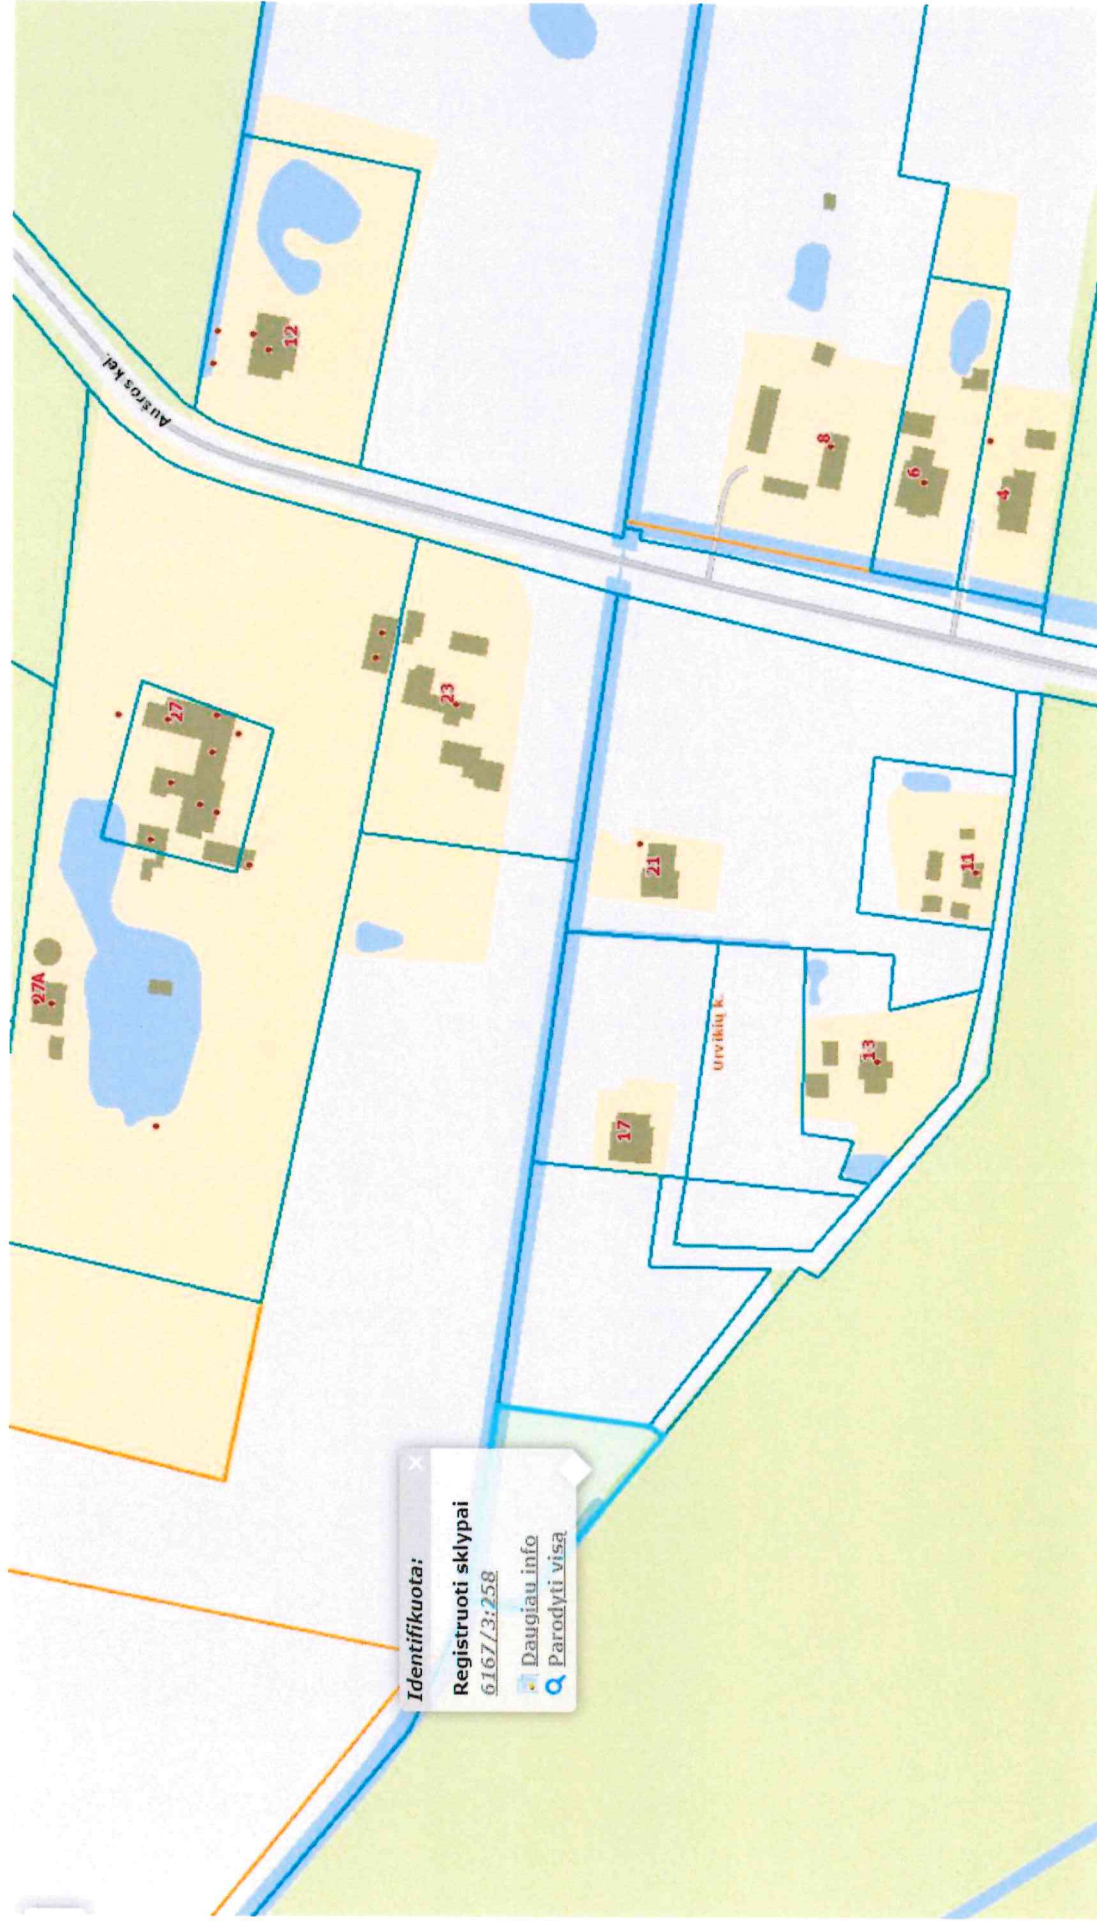 Aušros kel.
12
27
27A
23
8
6
4
21
11
Urvikių k.
17
13
Identifikuota:
Registruoti sklypai
6167/3:258
Daugiau info
Parodyti visą